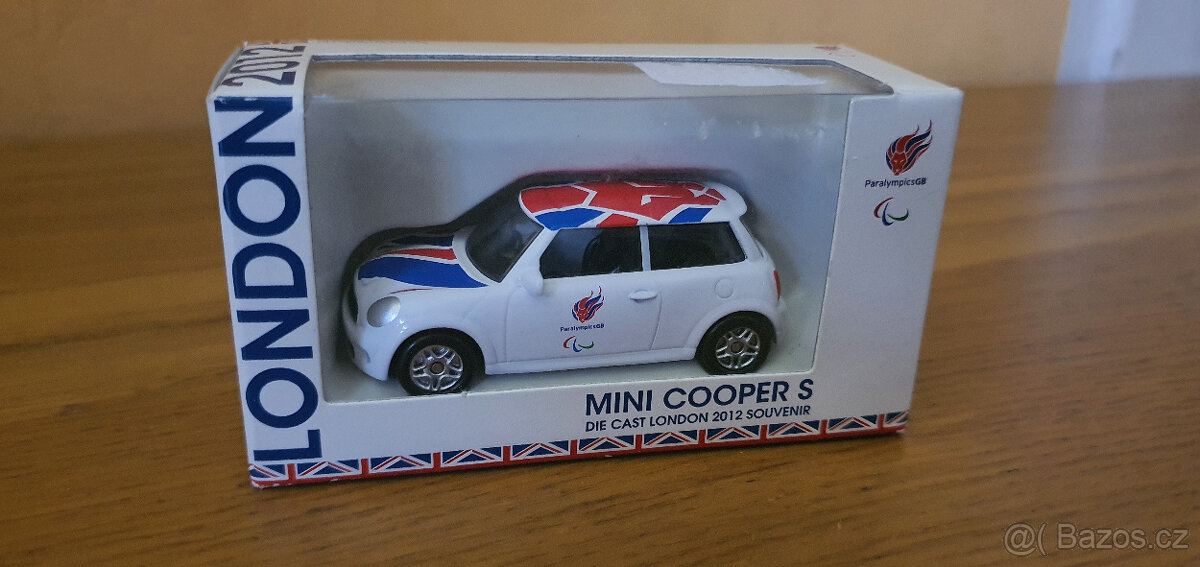 LONDON 2012
ParalympicsGB
ParalympicsGB
MINI COOPER S
DIE CAST LONDON 2012 SOUVENIR
@( Bazos.cz